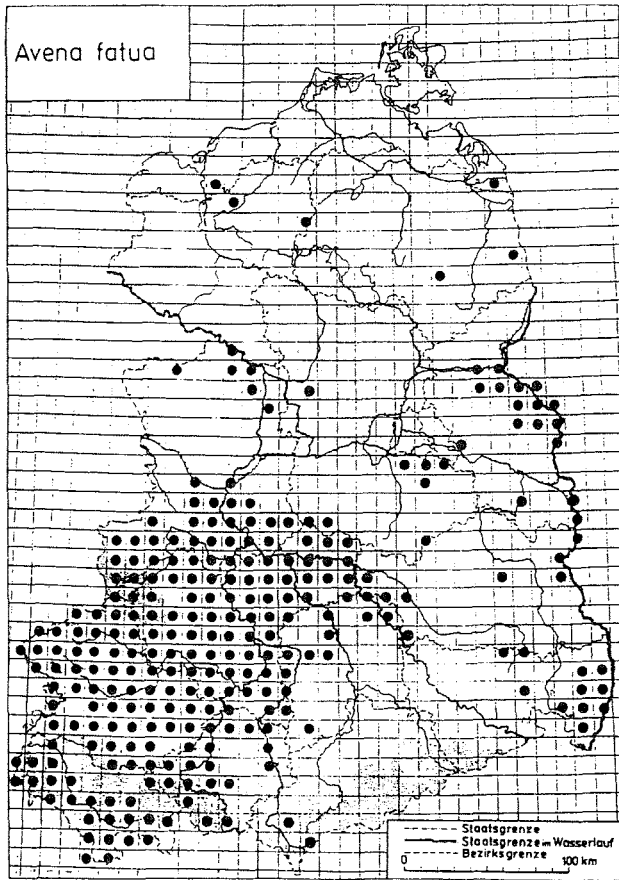 Avena fatua
Staatsgrenze
Staatsgrenze im Wasserlauf
Bezirksgrenze
0 100 km